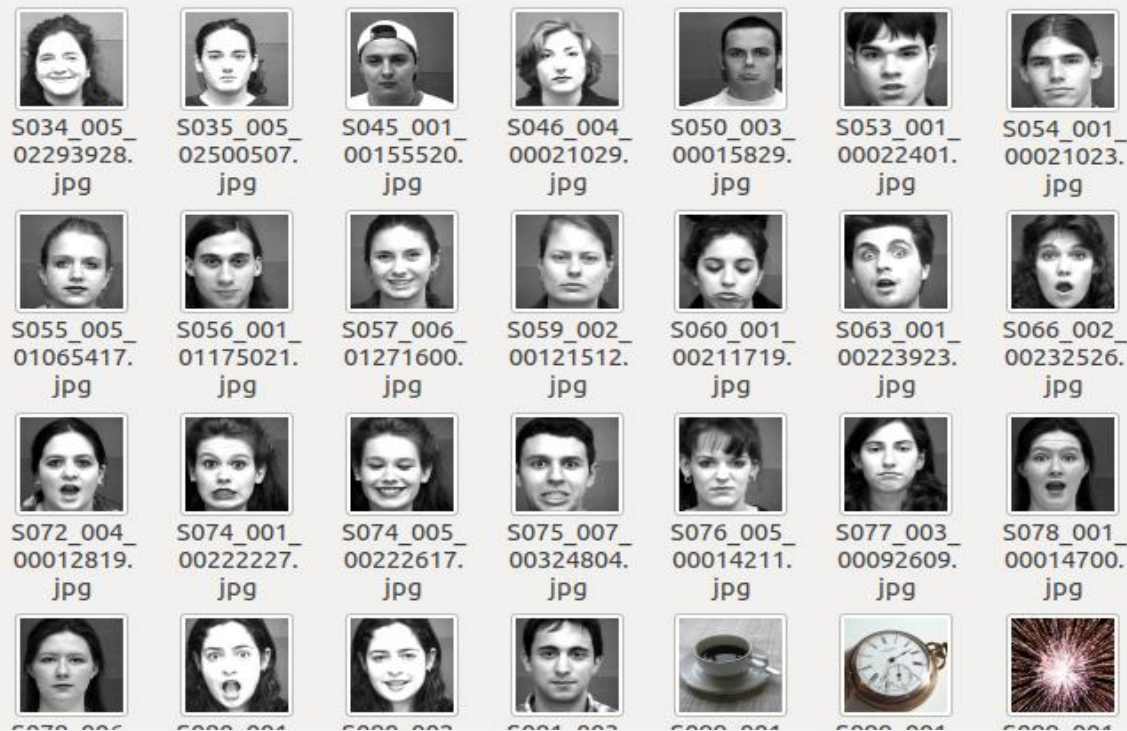 S034_005_ S035_005_ S045_001_ S046_004_ S050_003_ S053_001_ S054_001_
02293928. 02500507. 00155520. 00021029. 00015829. 00022401. 00021023.
jpg jpg jpg jpg jpg jpg jpg
S055_005_ S056_001_ S057_006_ S059_002_ S060_001_ S063_001_ S066_002_
01065417. 01175021. 01271600. 00121512. 00211719. 00223923. 00232526.
jpg jpg jpg jpg jpg jpg jpg
S072_004_ S074_001_ S074_005_ S075_007_ S076_005_ S077_003_ S078_001_
00012819. 00222227. 00222617. 00324804. 00014211. 00092609. 00014700.
jpg jpg jpg jpg jpg jpg jpg